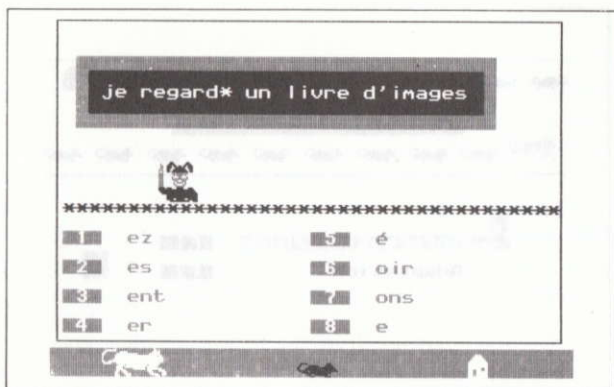 je regard* un livre d'images
****************************************
1 ez 5 é
2 es 6 oir
3 ent 7 ons
4 er 8 e